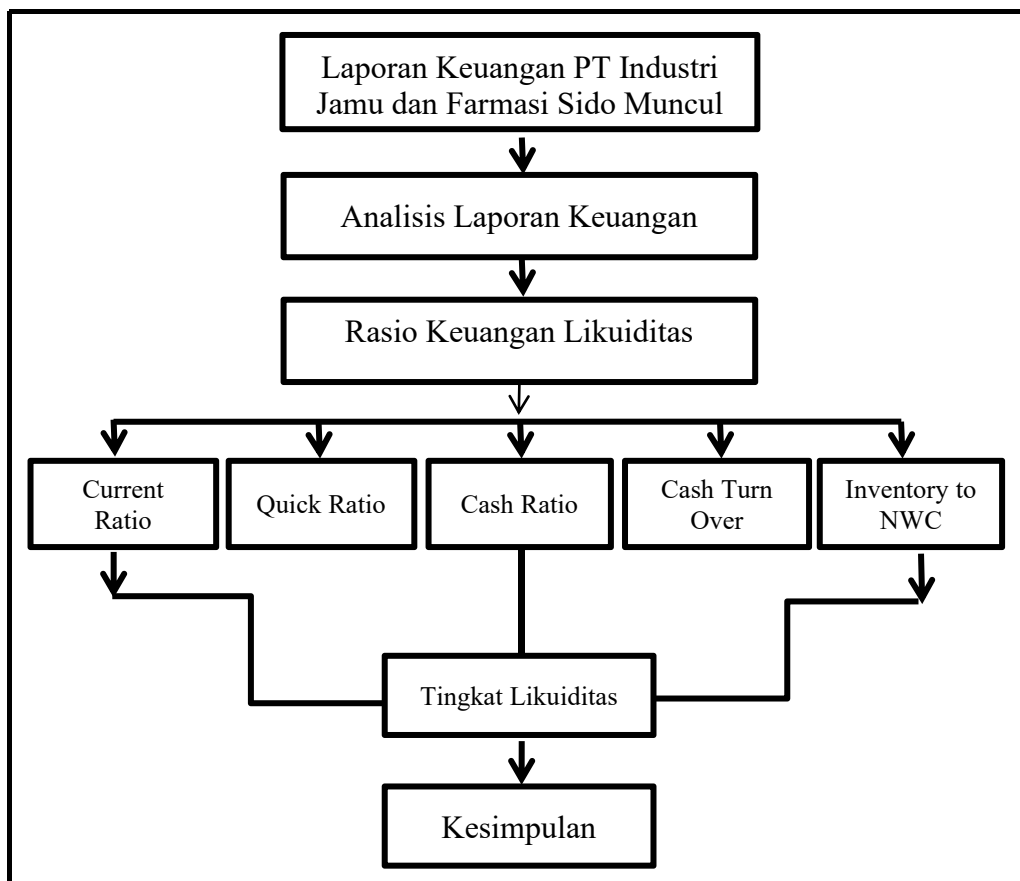 Laporan Keuangan PT Industri
Jamu dan Farmasi Sido Muncul
Analisis Laporan Keuangan
Rasio Keuangan Likuiditas
Current
Ratio
Quick Ratio
Cash Ratio
Cash Turn
Over
Inventory to
NWC
Tingkat Likuiditas
Kesimpulan